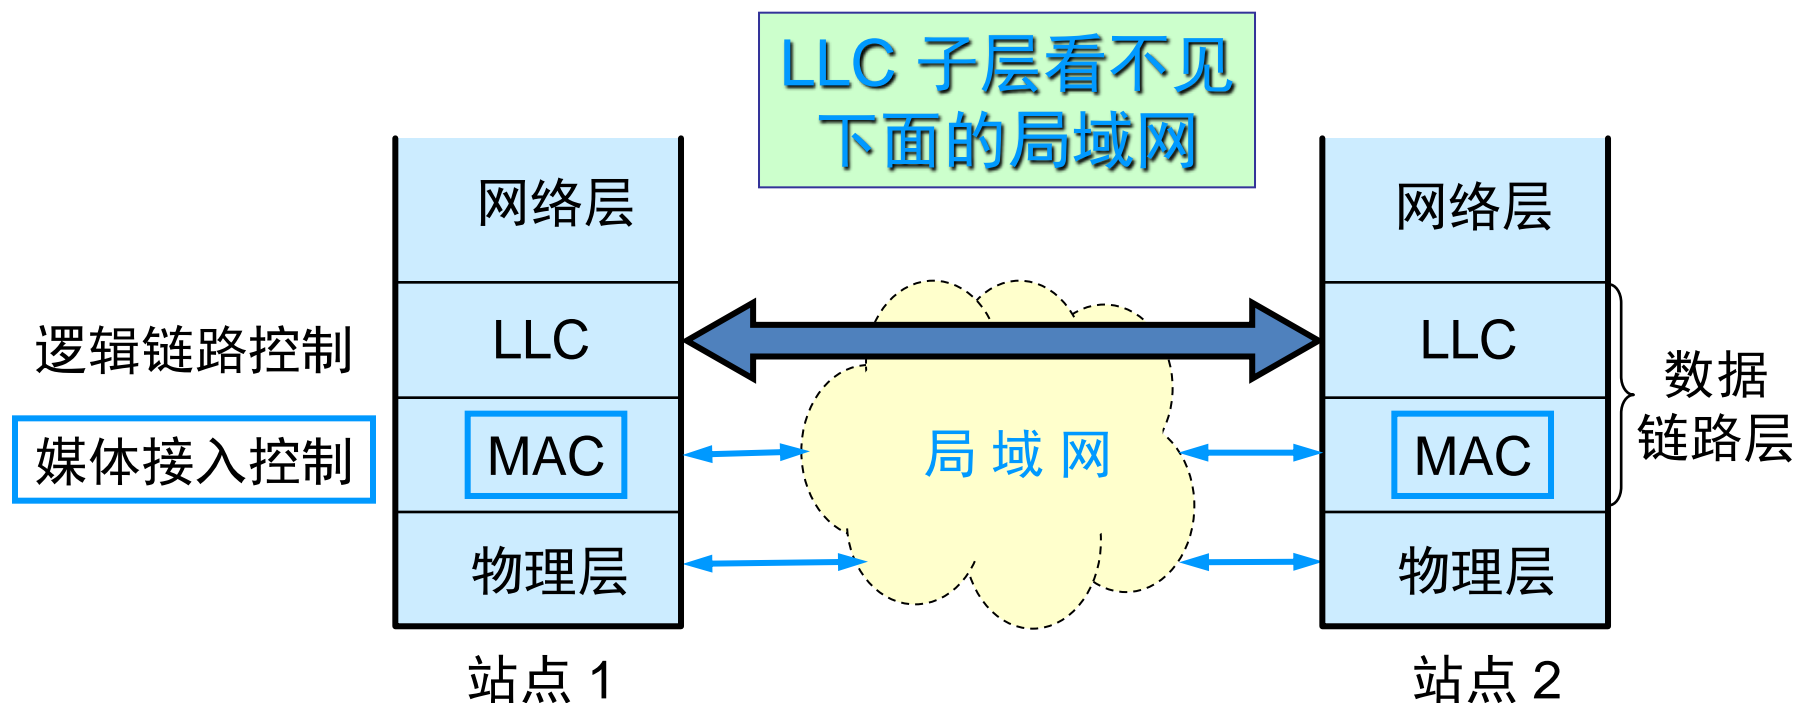 LLC 子层看不见
下面的局域网
网络层
网络层
逻辑链路控制
LLC
LLC
数据
链路层
媒体接入控制
MAC
局域网
MAC
物理层
物理层
站点 1
站点 2